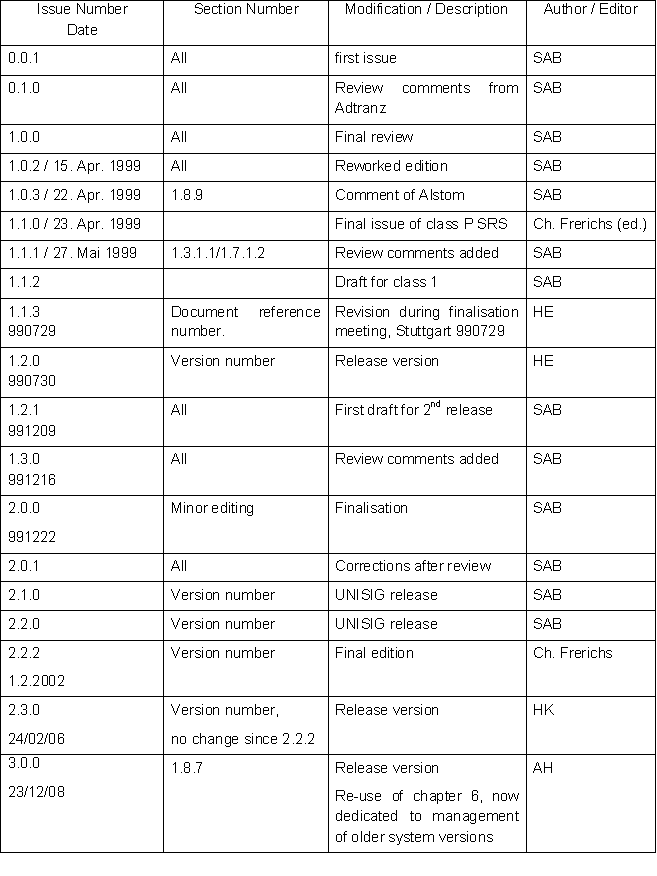 Issue Number Section Number Modification / Description Author / Editor
Date
0.0.1 All first issue SAB
0.1.0 All Review comments from SAB
Adtranz
1.0.0 All Final review SAB
1.0.2 / 15. Apr. 1999 All Reworked edition SAB
1.0.3 / 22. Apr. 1999 1.8.9 Comment of Alstom SAB
1.1.0 / 23. Apr. 1999 Final issue of class P SRS Ch. Frerichs (ed.)
1.1.1 / 27. Mai 1999 1.3.1.1/1.7.1.2 Review comments added SAB
1.1.2 Draft for class 1 SAB
1.1.3 Document reference Revision during finalisation HE
990729 number. meeting, Stuttgart 990729
1.2.0 Version number Release version HE
990730
1.2.1 All First draft for 2nd release SAB
991209
1.3.0 All Review comments added SAB
991216
2.0.0 Minor editing Finalisation SAB
991222
2.0.1 All Corrections after review SAB
2.1.0 Version number UNISIG release SAB
2.2.0 Version number UNISIG release SAB
2.2.2 Version number Final edition Ch. Frerichs
1.2.2002
2.3.0 Version number, Release version HK
24/02/06 no change since 2.2.2
3.0.0 1.8.7 Release version AH
23/12/08 Re-use of chapter 6, now
dedicated to management
of older system versions